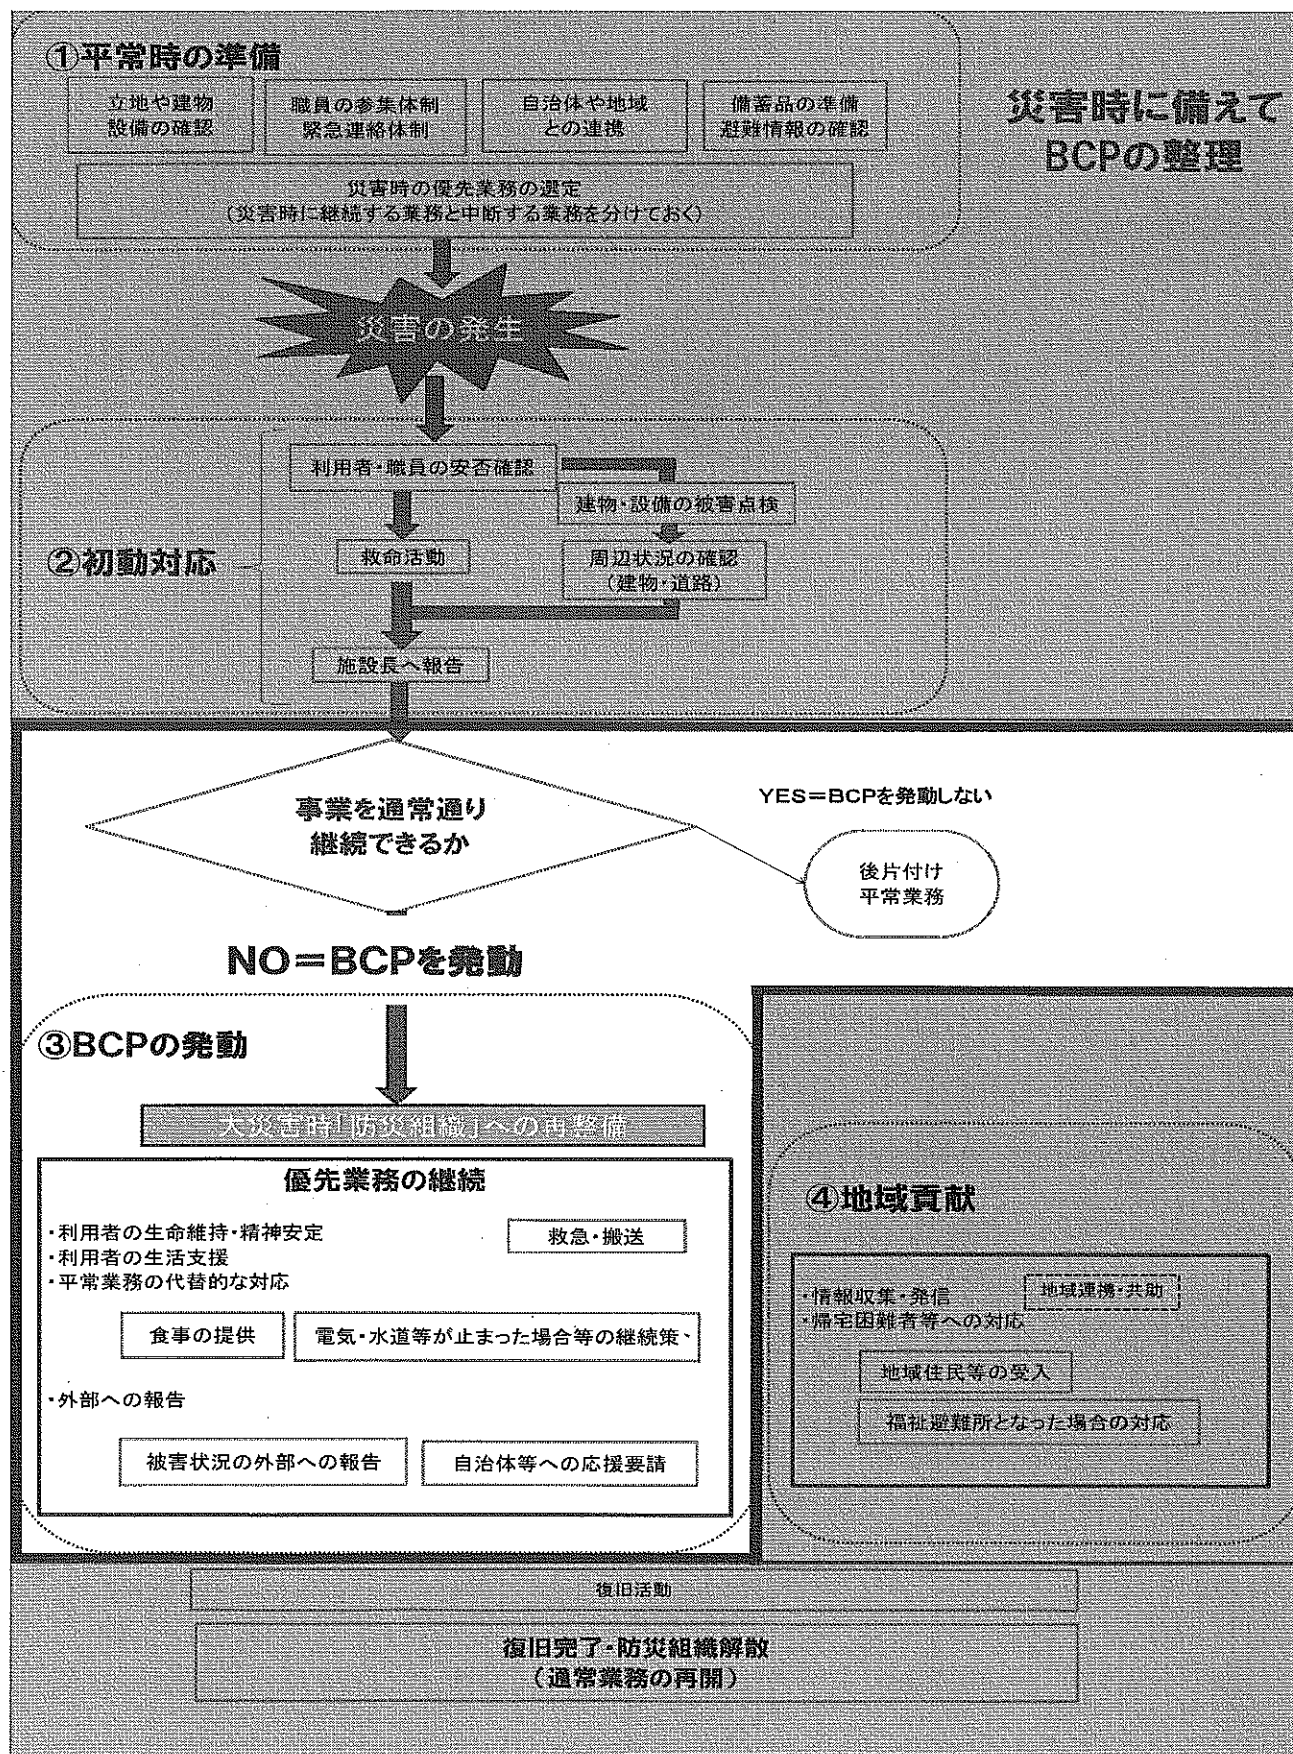 ①平常時の準備
立地や建物
設備の確認
職員の参集体制
緊急連絡体制
自治体や地域
との連携
備蓄品の準備
避難情報の確認
災害時に備えて
BCPの整理
災害時の優先業務の選定
(災害時に継続する業務と中断する業務を分けておく)
災害の発生
②初動対応
利用者・職員の安否確認
建物・設備の被害点検
救命活動
周辺状況の確認
(建物・道路)
施設長へ報告
事業を通常通り
継続できるか
YES=BCPを発動しない
後片付け
平常業務
NO=BCPを発動
③BCPの発動
大災害時「防災組織」への再整備
優先業務の継続
・利用者の生命維持・精神安定
・利用者の生活支援
・平常業務の代替的な対応
救急・搬送
食事の提供
電気・水道等が止まった場合等の継続策、
・外部への報告
被害状況の外部への報告
自治体等への応援要請
④地域貢献
・情報収集・発信
・帰宅困難者等への対応
地域連携・共助
地域住民等の受入
福祉避難所となった場合の対応
復旧活動
復旧完了・防災組織解散
(通常業務の再開)